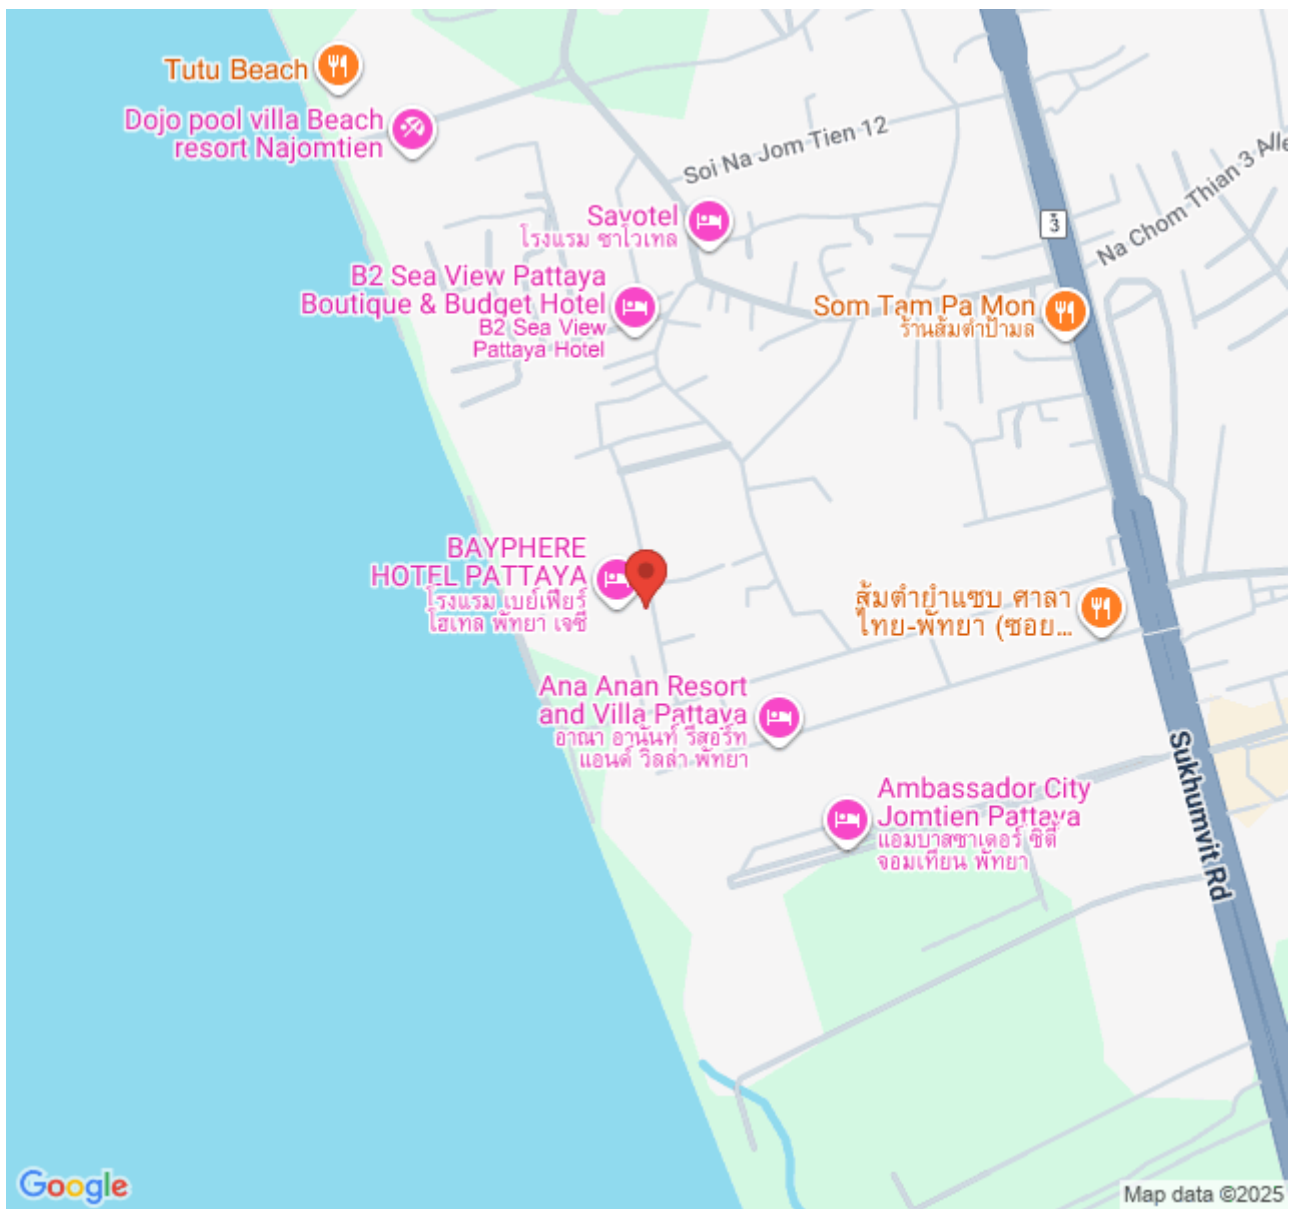 Tutu Beach
Dojo pool villa Beach
resort Najomtien
Soi Na Jom Tien 12
Na Chom Thian 3 Alle
Savotel
โรงแรม ซาโวเทล
3
B2 Sea View Pattaya
Boutique & Budget Hotel
B2 Sea View
Pattaya Hotel
Som Tam Pa Mon
ร้านส้มตำป้ามล
BAYPHERE
HOTEL PATTAYA
โรงแรม เบย์เฟียร์
โฮเทล พัทยา เจซี
ส้มตำยำแซบ ศาลา
ไทย-พัทยา (ซอย...
Ana Anan Resort
and Villa Pattaya
อาณา อานันท์ รีสอร์ท
แอนด์ วิลล่า พัทยา
Sukhumvit Rd
Ambassador City
Jomtien Pattaya
แอมบาสซาเดอร์ ซิตี้
จอมเทียน พัทยา
Google
Map data ©2025